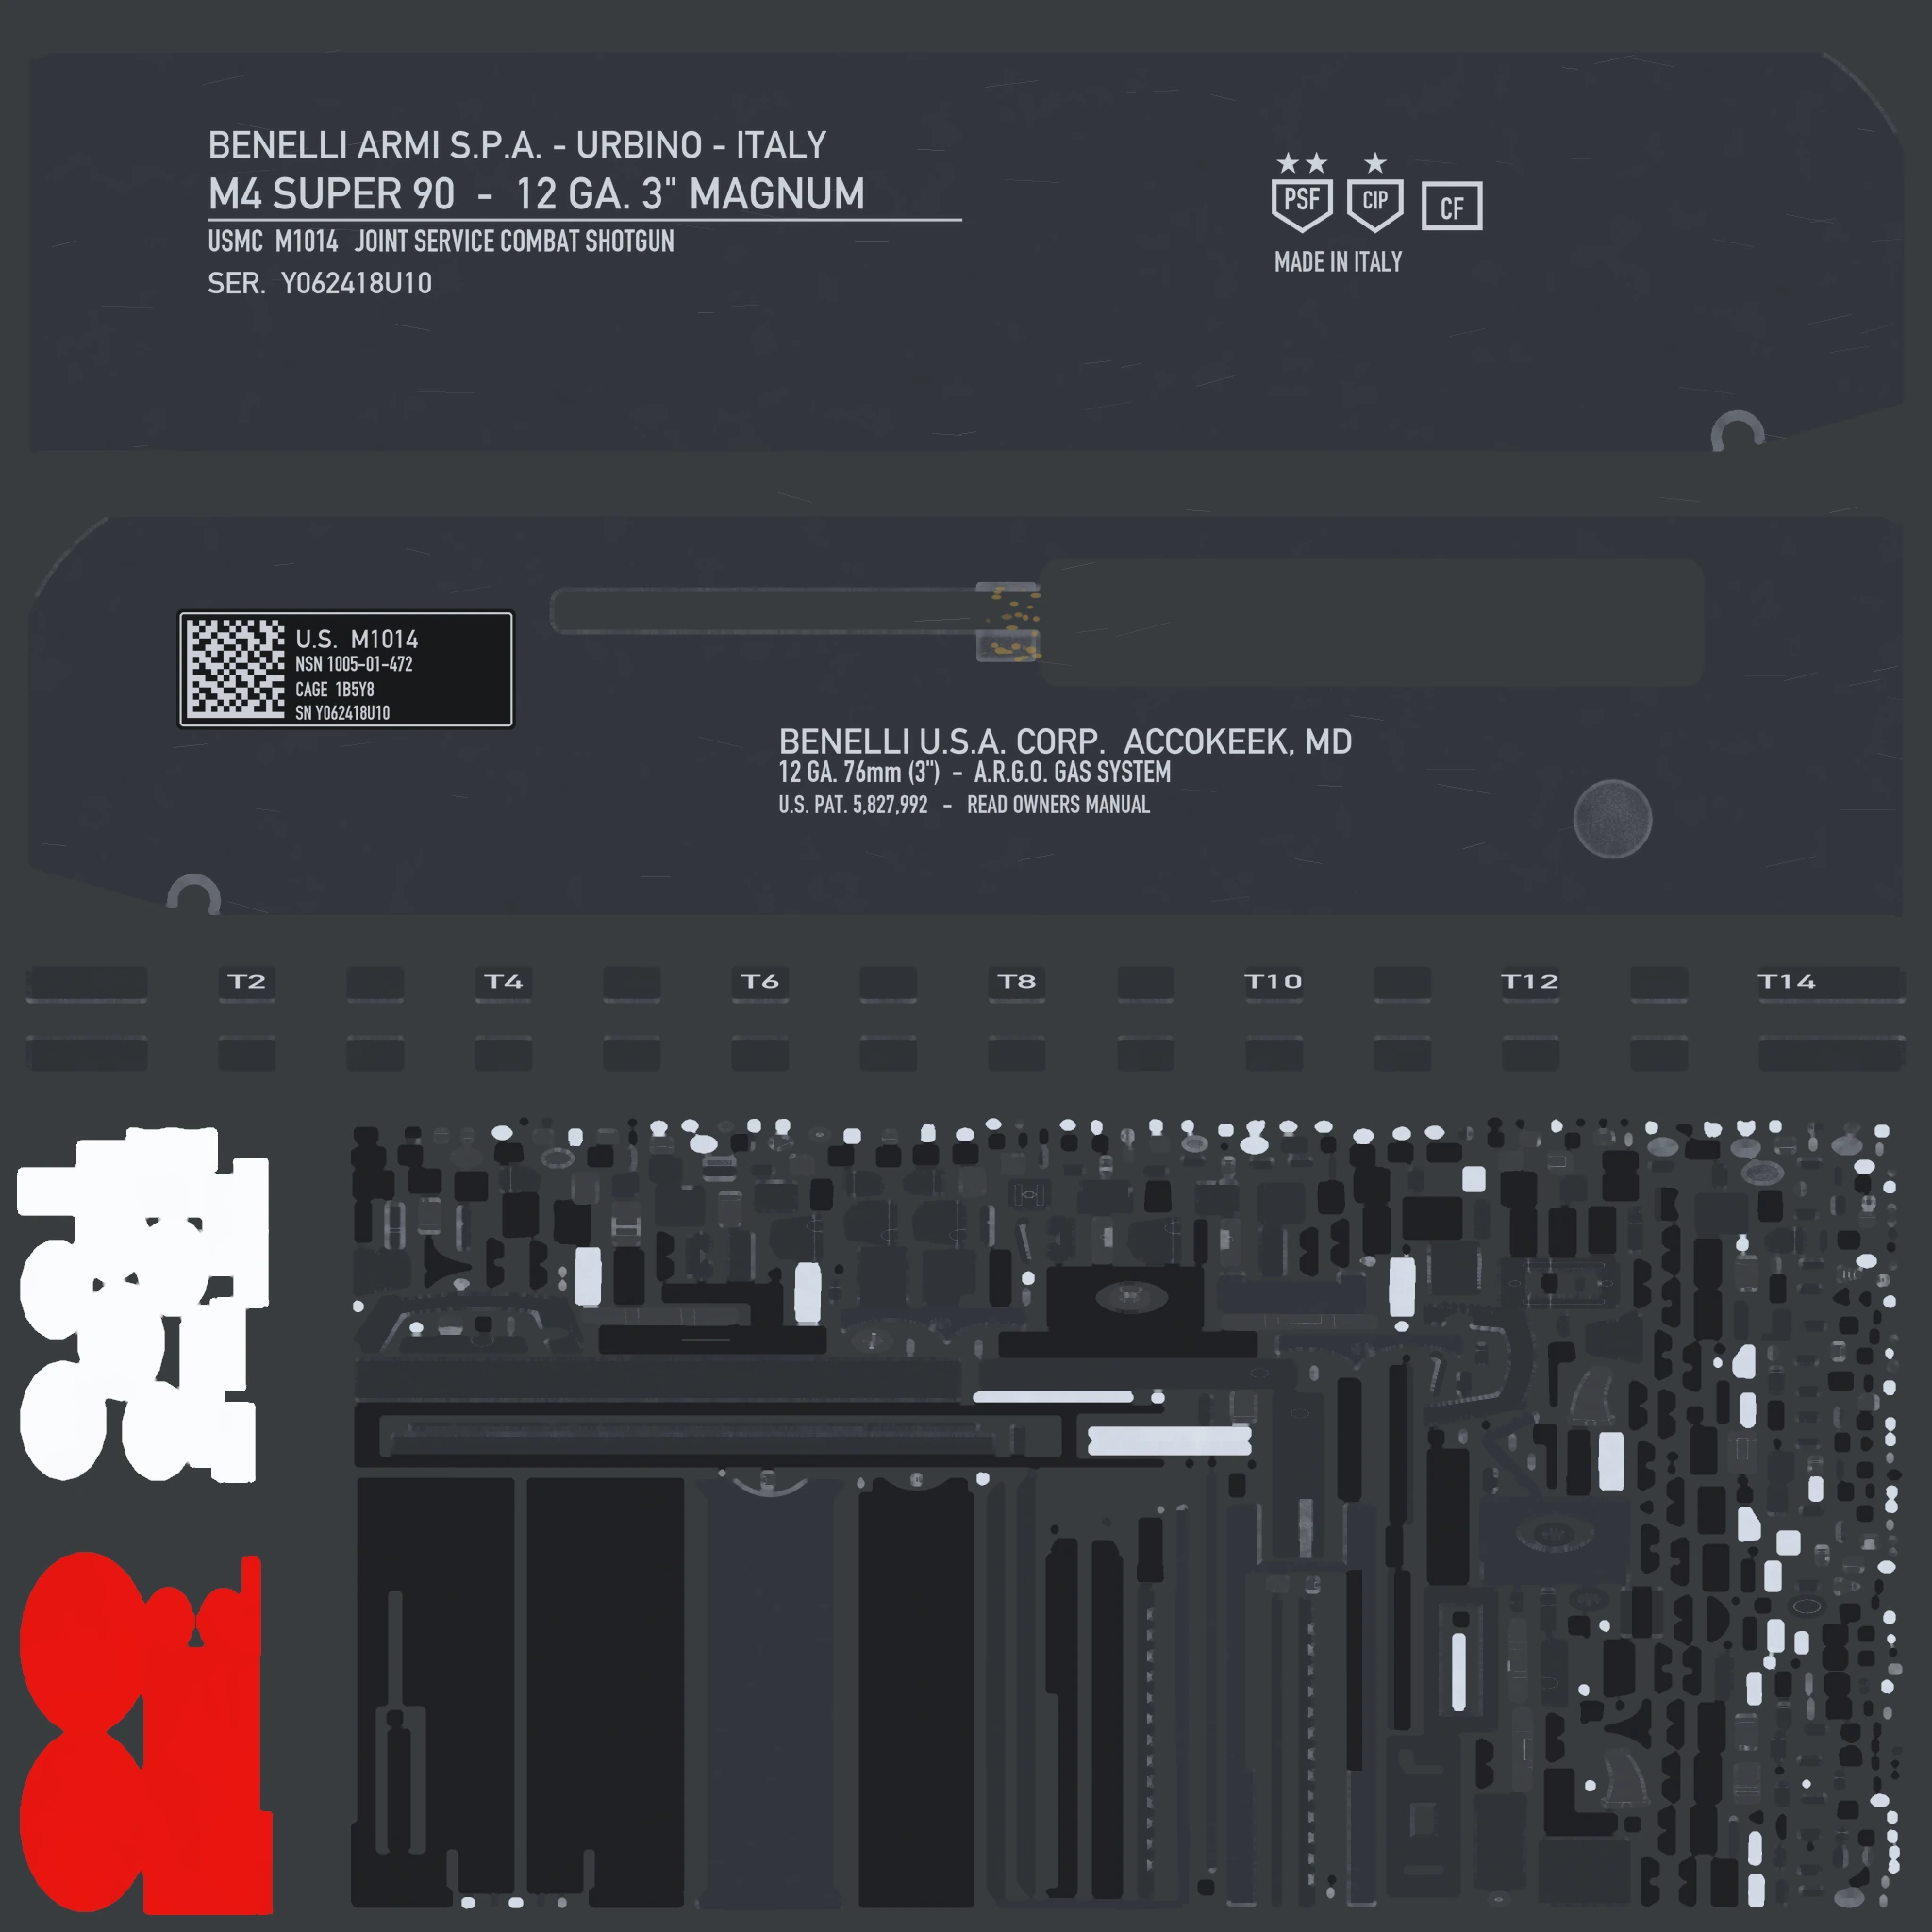 BENELLI ARMI S.P.A. - URBINO - ITALY
M4 SUPER 90 - 12 GA. 3" MAGNUM
USMC M1014 JOINT SERVICE COMBAT SHOTGUN
SER. Y062418U10
PSF CIP CF
MADE IN ITALY
U.S. M1014
NSN 1005-01-472
CAGE 1B5Y8
SN Y062418U10
BENELLI U.S.A. CORP. ACCOKEEK, MD
12 GA. 76mm (3") - A.R.G.O. GAS SYSTEM
U.S. PAT. 5,827,992 - READ OWNERS MANUAL
T2 T4 T6 T8 T10 T12 T14